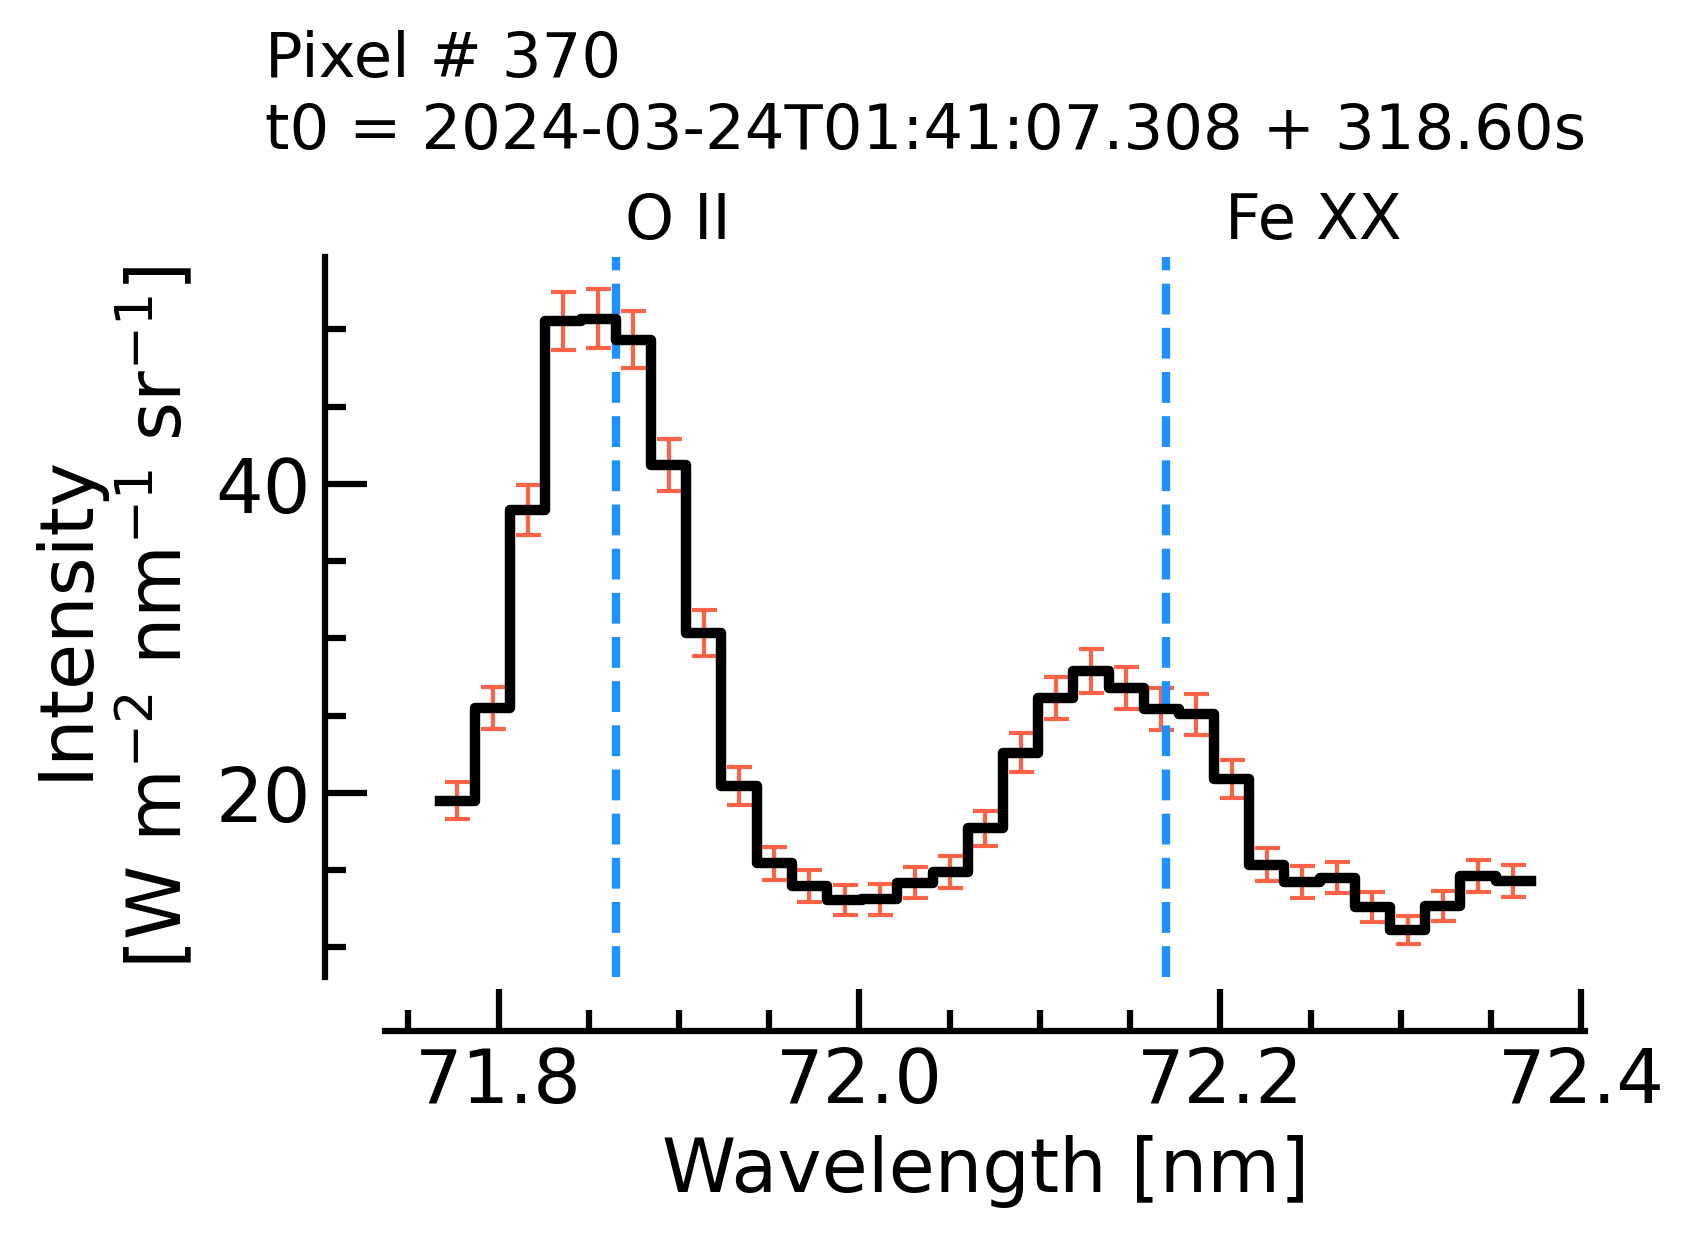 Pixel # 370
t0 = 2024-03-24T01:41:07.308 + 318.60s
O II
Fe XX
Intensity
[W m⁻² nm⁻¹ sr⁻¹]
40
20
71.8
72.0
72.2
72.4
Wavelength [nm]